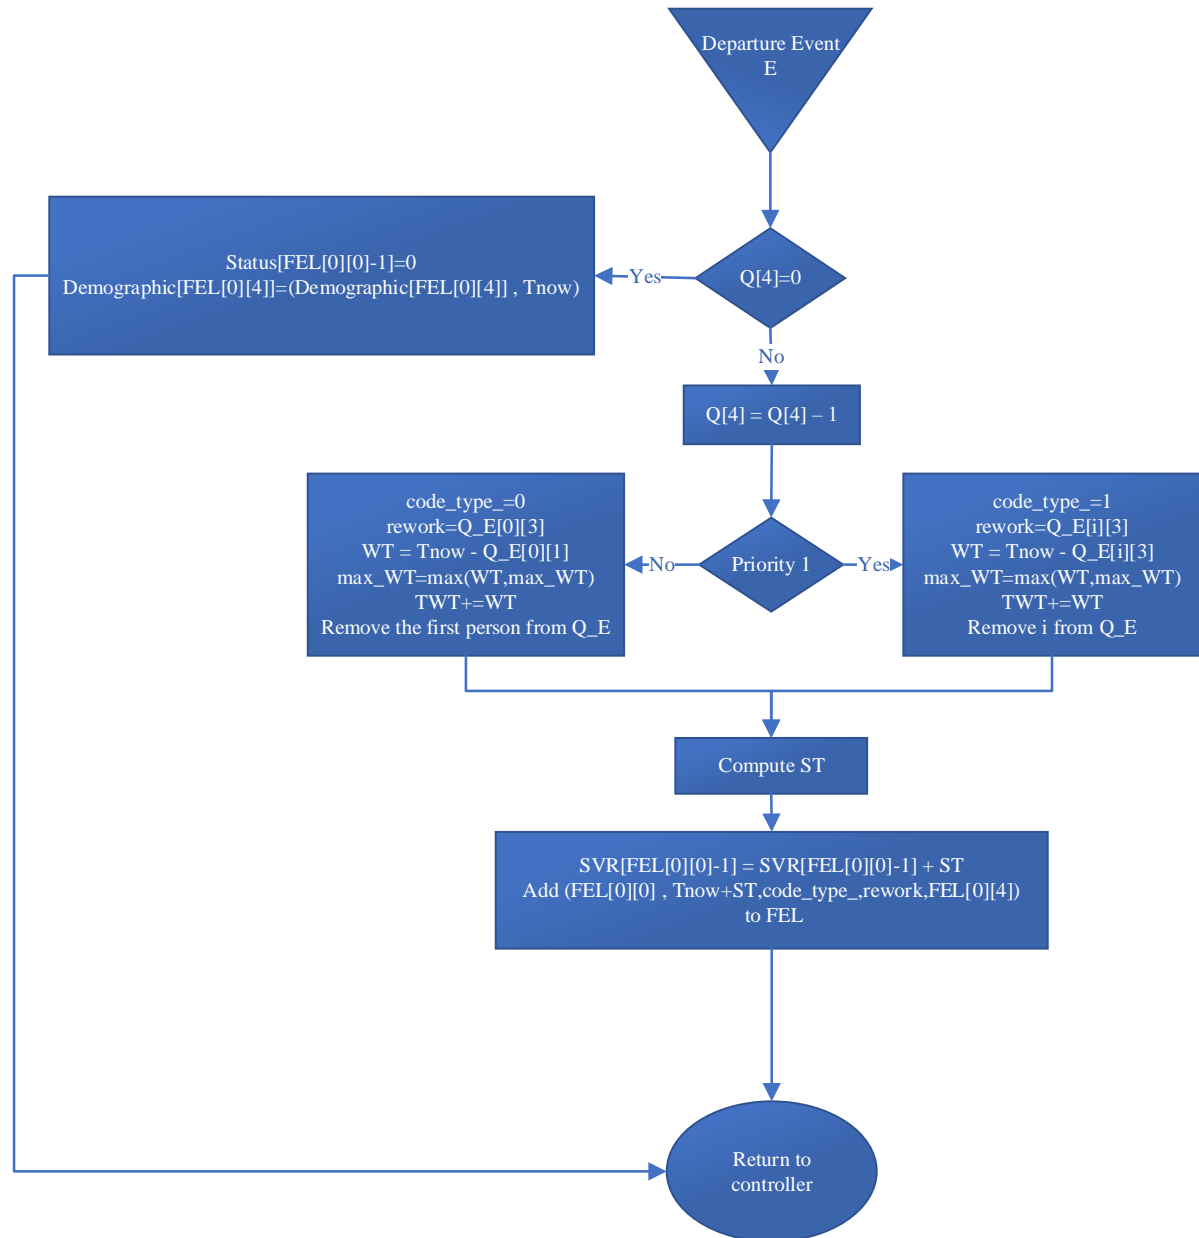 Departure Event
E
Q[4]=0
Yes
Status[FEL[0][0]-1]=0
Demographic[FEL[0][4]]=(Demographic[FEL[0][4]] , Tnow)
No
Q[4] = Q[4] – 1
Priority 1
No
code_type_=0
rework=Q_E[0][3]
WT = Tnow - Q_E[0][1]
max_WT=max(WT,max_WT)
TWT+=WT
Remove the first person from Q_E
Yes
code_type_=1
rework=Q_E[i][3]
WT = Tnow - Q_E[i][3]
max_WT=max(WT,max_WT)
TWT+=WT
Remove i from Q_E
Compute ST
SVR[FEL[0][0]-1] = SVR[FEL[0][0]-1] + ST
Add (FEL[0][0] , Tnow+ST,code_type_,rework,FEL[0][4])
to FEL
Return to
controller